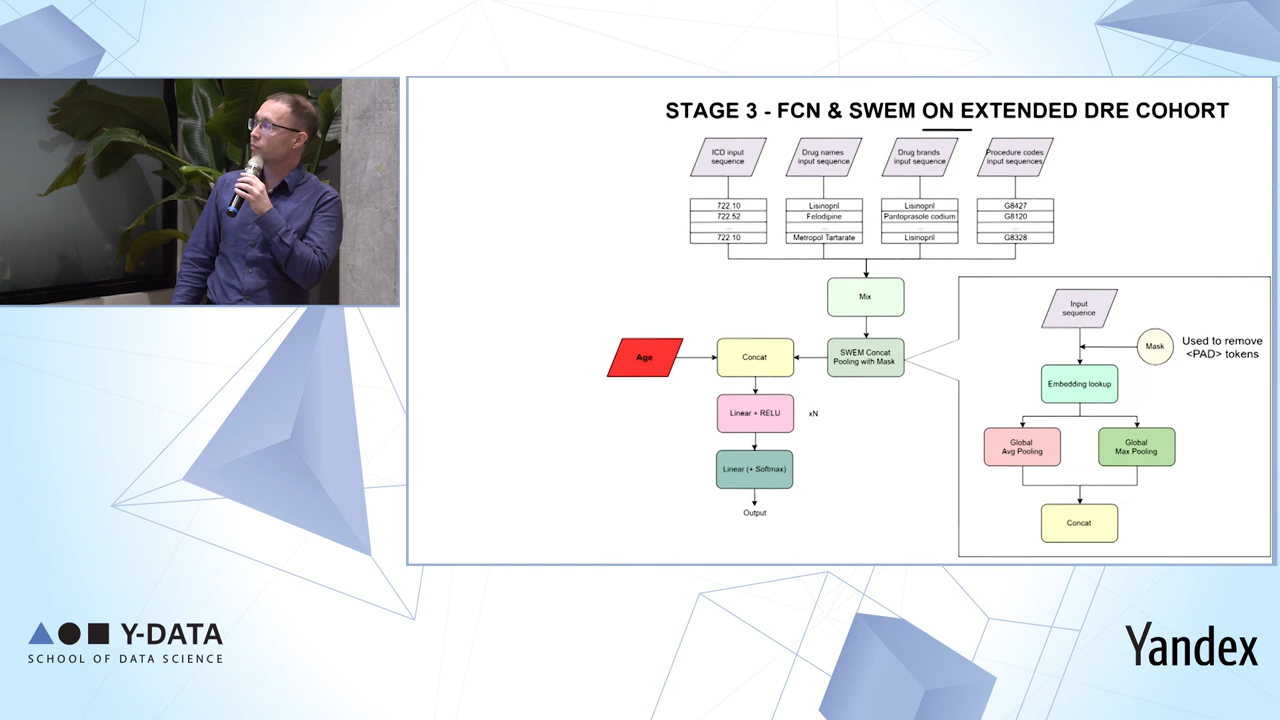 STAGE 3 - FCN & SWEM ON EXTENDED DRE COHORT
ICD input
sequence
Drug names
input sequence
Drug brands
input sequence
Procedure codes
input sequences
722.10
722.52
...
722.10
Lisinopril
Felodipine
...
Metropol Tartarate
Lisinopril
Pantoprasole codium
...
Lisinopril
G8427
G8120
...
G8328
Mix
SWEM Concat
Pooling with Mask
Age
Concat
Linear + RELU
xN
Linear (+ Softmax)
Output
Input
sequence
Mask
Used to remove
<PAD> tokens
Embedding lookup
Global
Avg Pooling
Global
Max Pooling
Concat
Y-DATA
SCHOOL OF DATA SCIENCE
Yandex